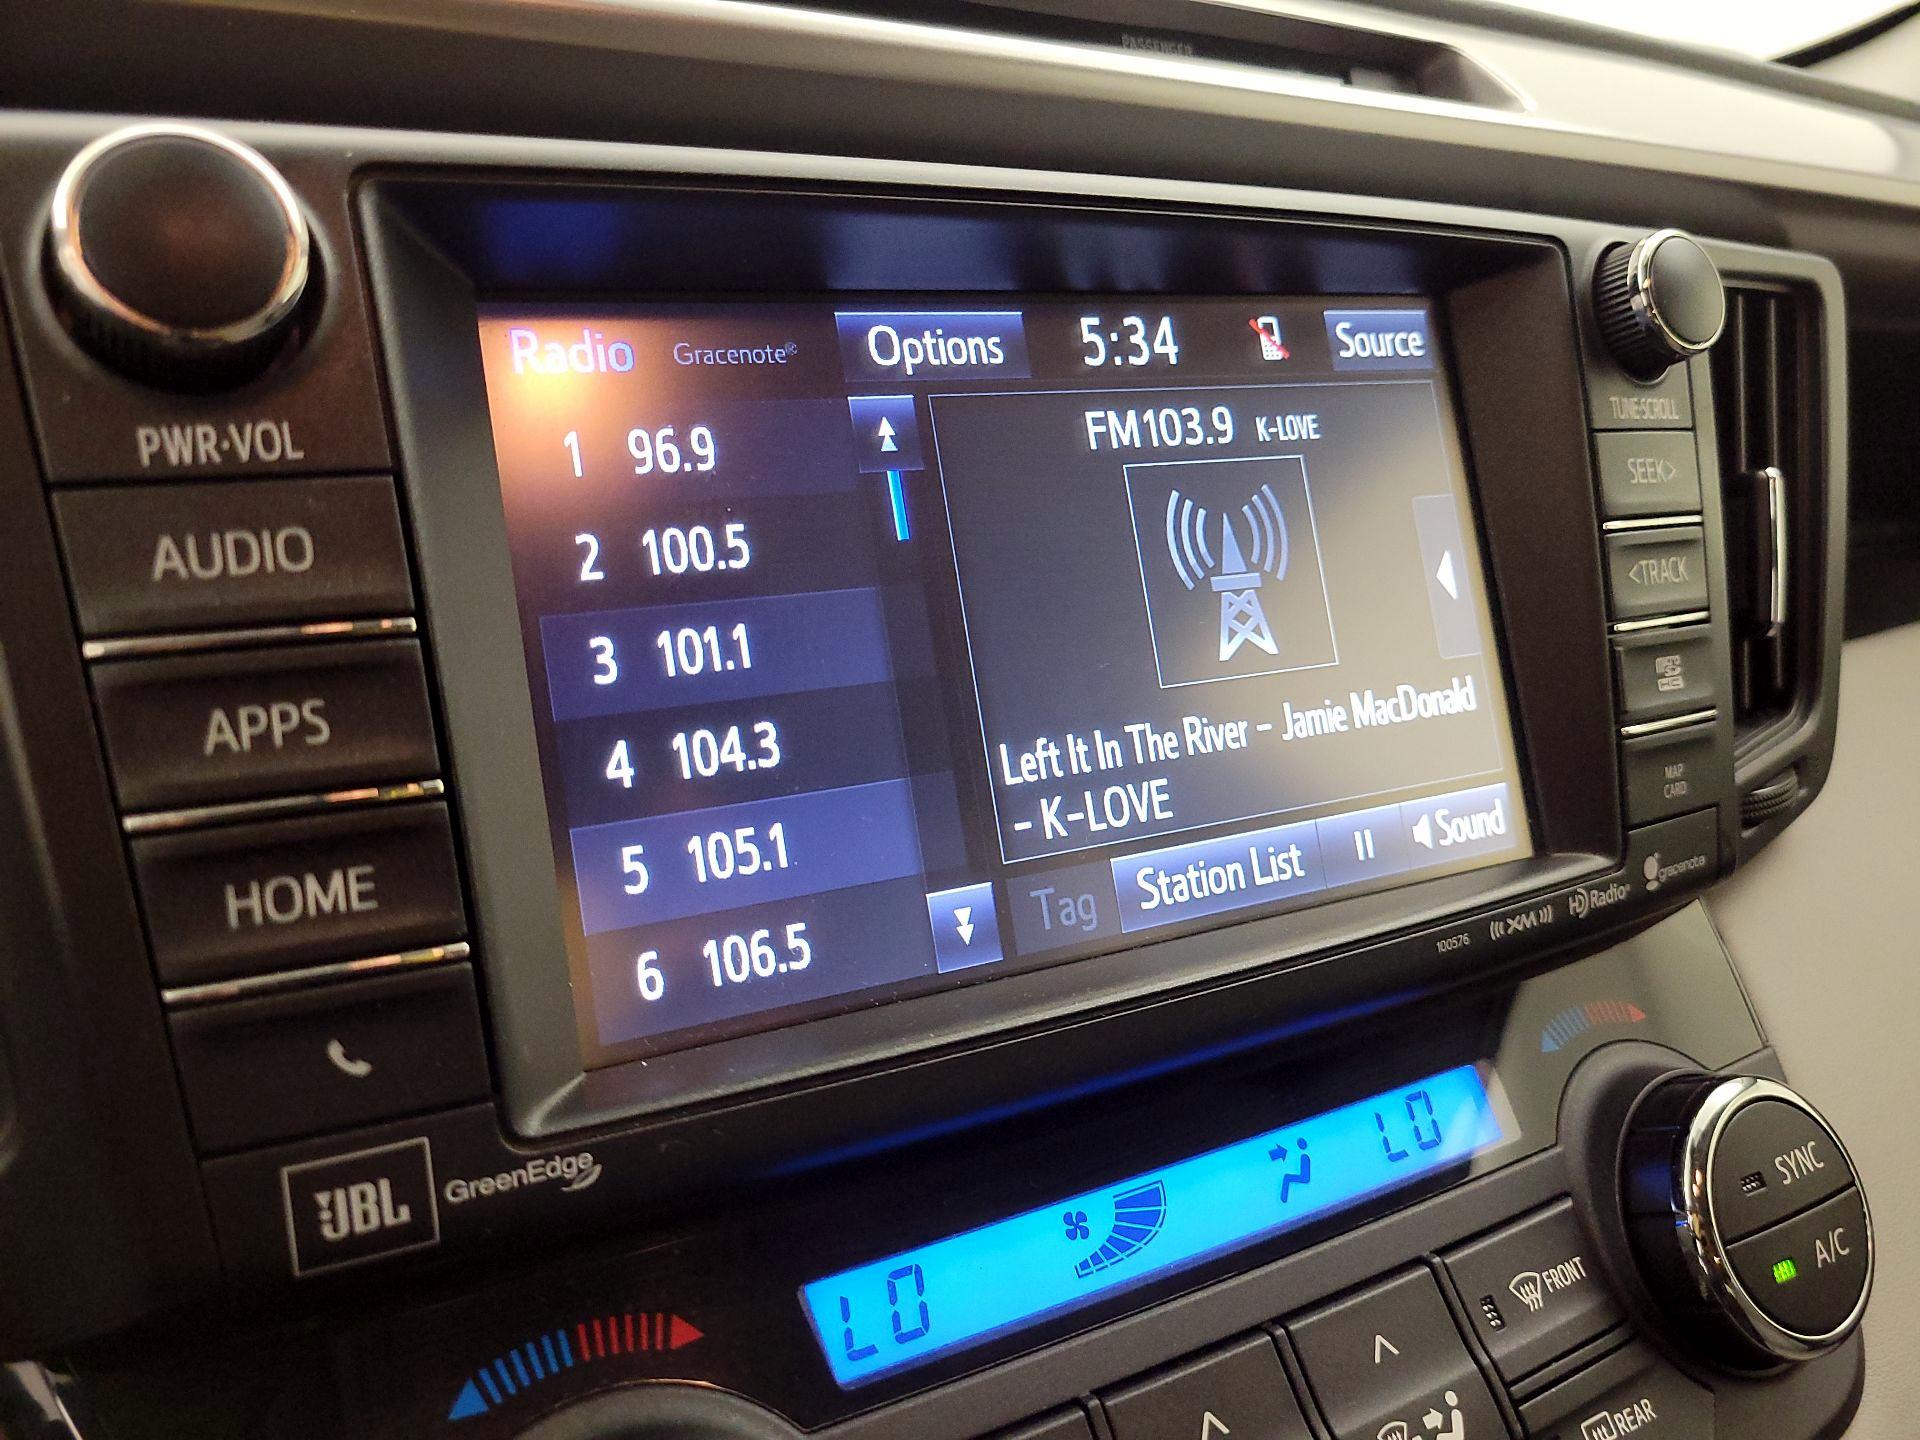 PASSENGER
PWR·VOL
AUDIO
APPS
HOME
JBL GreenEdge
Radio Gracenote® Options 5:34 Source
1 96.9
2 100.5
3 101.1
4 104.3
5 105.1
6 106.5
FM103.9 K-LOVE
Left It In The River - Jamie MacDonald
- K-LOVE
Tag Station List Sound
TUNE·SCROLL
SEEK>
<TRACK
MAP
CARD
100576 XM HD Radio® gracenote
LO LO
SYNC
A/C
FRONT
REAR